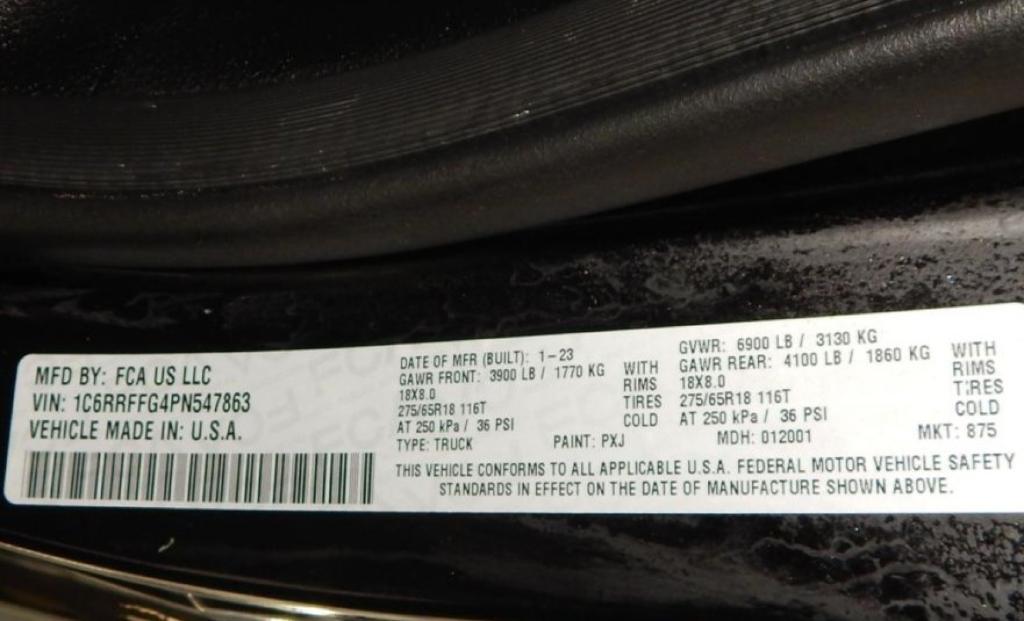 MFD BY: FCA US LLC
VIN: 1C6RRFFG4PN547863
VEHICLE MADE IN: U.S.A.
DATE OF MFR (BUILT): 1-23
GAWR FRONT: 3900 LB / 1770 KG WITH
18X8.0 RIMS
275/65R18 116T TIRES
AT 250 kPa / 36 PSI COLD
GVWR: 6900 LB / 3130 KG
GAWR REAR: 4100 LB / 1860 KG WITH
18X8.0 RIMS
275/65R18 116T TIRES
AT 250 kPa / 36 PSI COLD
TYPE: TRUCK PAINT: PXJ MDH: 012001 MKT: 875
THIS VEHICLE CONFORMS TO ALL APPLICABLE U.S.A. FEDERAL MOTOR VEHICLE SAFETY
STANDARDS IN EFFECT ON THE DATE OF MANUFACTURE SHOWN ABOVE.